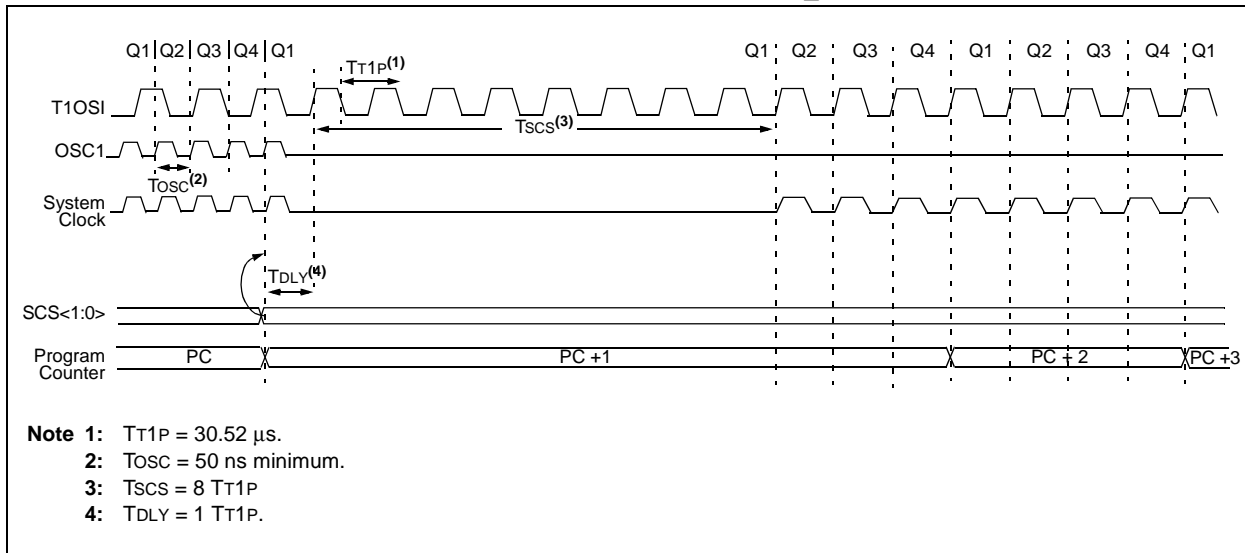 Q1 Q2 Q3 Q4 Q1 Q1 Q2 Q3 Q4 Q1 Q2 Q3 Q4 Q1
TT1P(1)
T1OSI
TSCS(3)
OSC1
TOSC(2)
System
Clock
TDLY(4)
SCS<1:0>
Program
Counter
PC PC +1 PC + 2 PC +3
Note 1: TT1P = 30.52 μs.
2: TOSC = 50 ns minimum.
3: TSCS = 8 TT1P
4: TDLY = 1 TT1P.